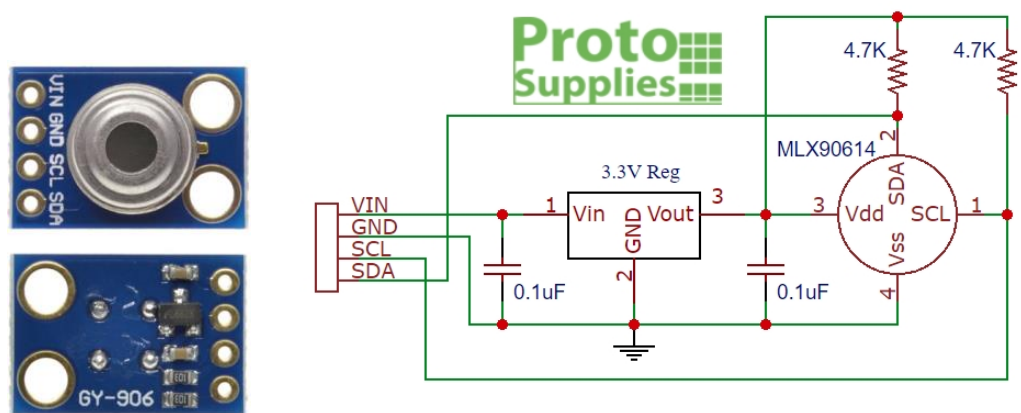 VIN GND SCL SDA
GY-906
Proto
Supplies
4.7K
4.7K
2
MLX90614
SDA
3.3V Reg
VIN
GND
SCL
SDA
1
Vin
GND
Vout
3
2
3
Vdd
SCL
1
Vss
4
0.1uF
0.1uF